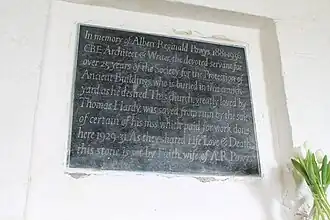 In memory of Albert Reginald Powys 1881-1936
CBE Architect & Writer, the devoted servant for
over 25 years of the Society for the Protection of
Ancient Buildings, who is buried in this church-
yard as he desired. This church, greatly loved by
Thomas Hardy, was saved from ruin by the sale
of certain of his mss which paid for work done
here 1929-31. As they shared Life Love & Death
this stone is set by Faith, wife of A.R. Powys